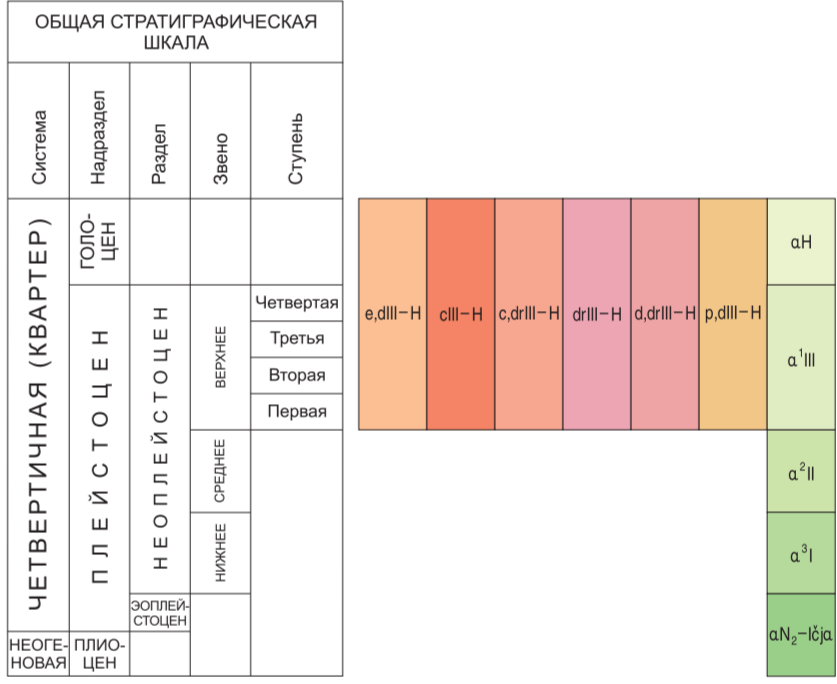 ОБЩАЯ СТРАТИГРАФИЧЕСКАЯ
ШКАЛА
Система
Надраздел
Раздел
Звено
Ступень
ЧЕТВЕРТИЧНАЯ (КВАРТЕР)
ГОЛО-
ЦЕН
ПЛЕЙСТОЦЕН
НЕОПЛЕЙСТОЦЕН
ВЕРХНЕЕ
Четвертая
Третья
Вторая
Первая
СРЕДНЕЕ
НИЖНЕЕ
ЭОПЛЕЙ-
СТОЦЕН
НЕОГЕ-
НОВАЯ
ПЛИО-
ЦЕН
e,dIII–H
cIII–H
c,drIII–H
drIII–H
d,drIII–H
p,dIII–H
αH
α¹III
α²II
α³I
αN₂–Ičja